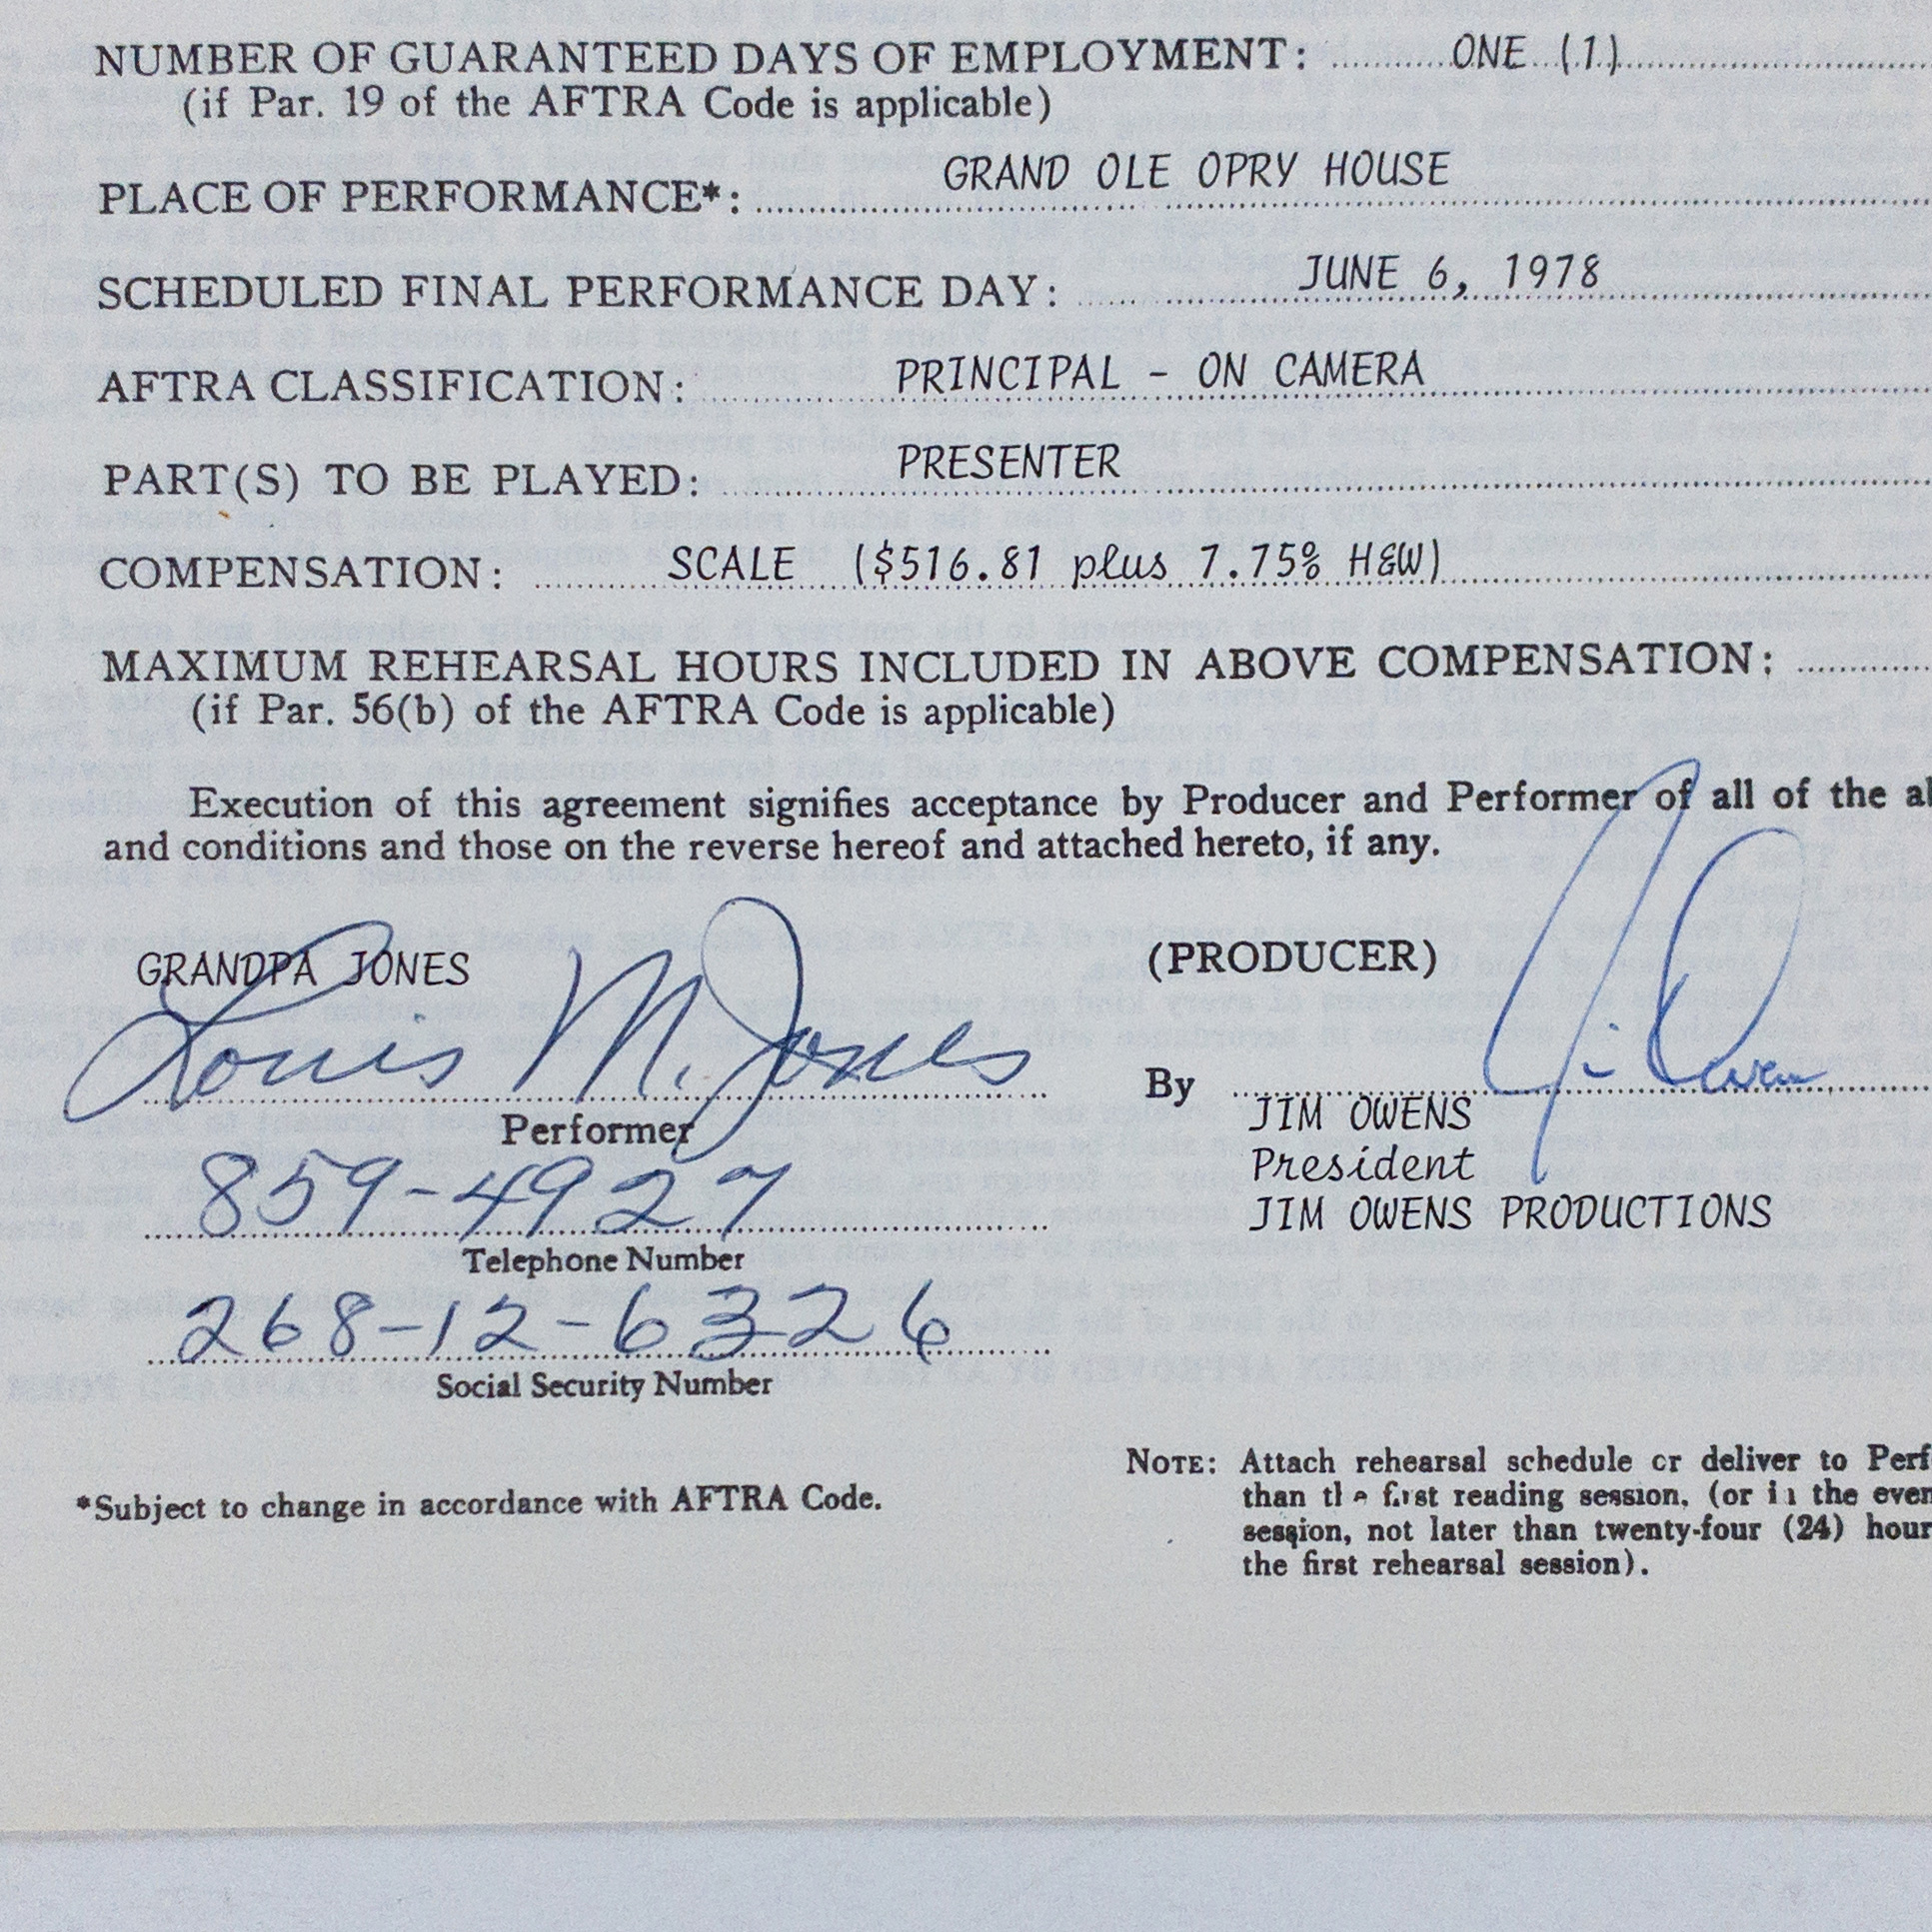 NUMBER OF GUARANTEED DAYS OF EMPLOYMENT: ONE (1)
(if Par. 19 of the AFTRA Code is applicable)
PLACE OF PERFORMANCE*: GRAND OLE OPRY HOUSE
SCHEDULED FINAL PERFORMANCE DAY: JUNE 6, 1978
AFTRA CLASSIFICATION: PRINCIPAL - ON CAMERA
PART(S) TO BE PLAYED: PRESENTER
COMPENSATION: SCALE ($516.81 plus 7.75% H&W)
MAXIMUM REHEARSAL HOURS INCLUDED IN ABOVE COMPENSATION:
(if Par. 56(b) of the AFTRA Code is applicable)
Execution of this agreement signifies acceptance by Producer and Performer of all of the
and conditions and those on the reverse hereof and attached hereto, if any.
GRANDPA JONES
Louis M. Jones
Performer
859-4927
Telephone Number
268-12-6326
Social Security Number
*Subject to change in accordance with AFTRA Code.
(PRODUCER)
By Jim Owens
JIM OWENS
President
JIM OWENS PRODUCTIONS
NOTE: Attach rehearsal schedule or deliver to Perf
than the first reading session, (or in the even
session, not later than twenty-four (24) hour
the first rehearsal session).